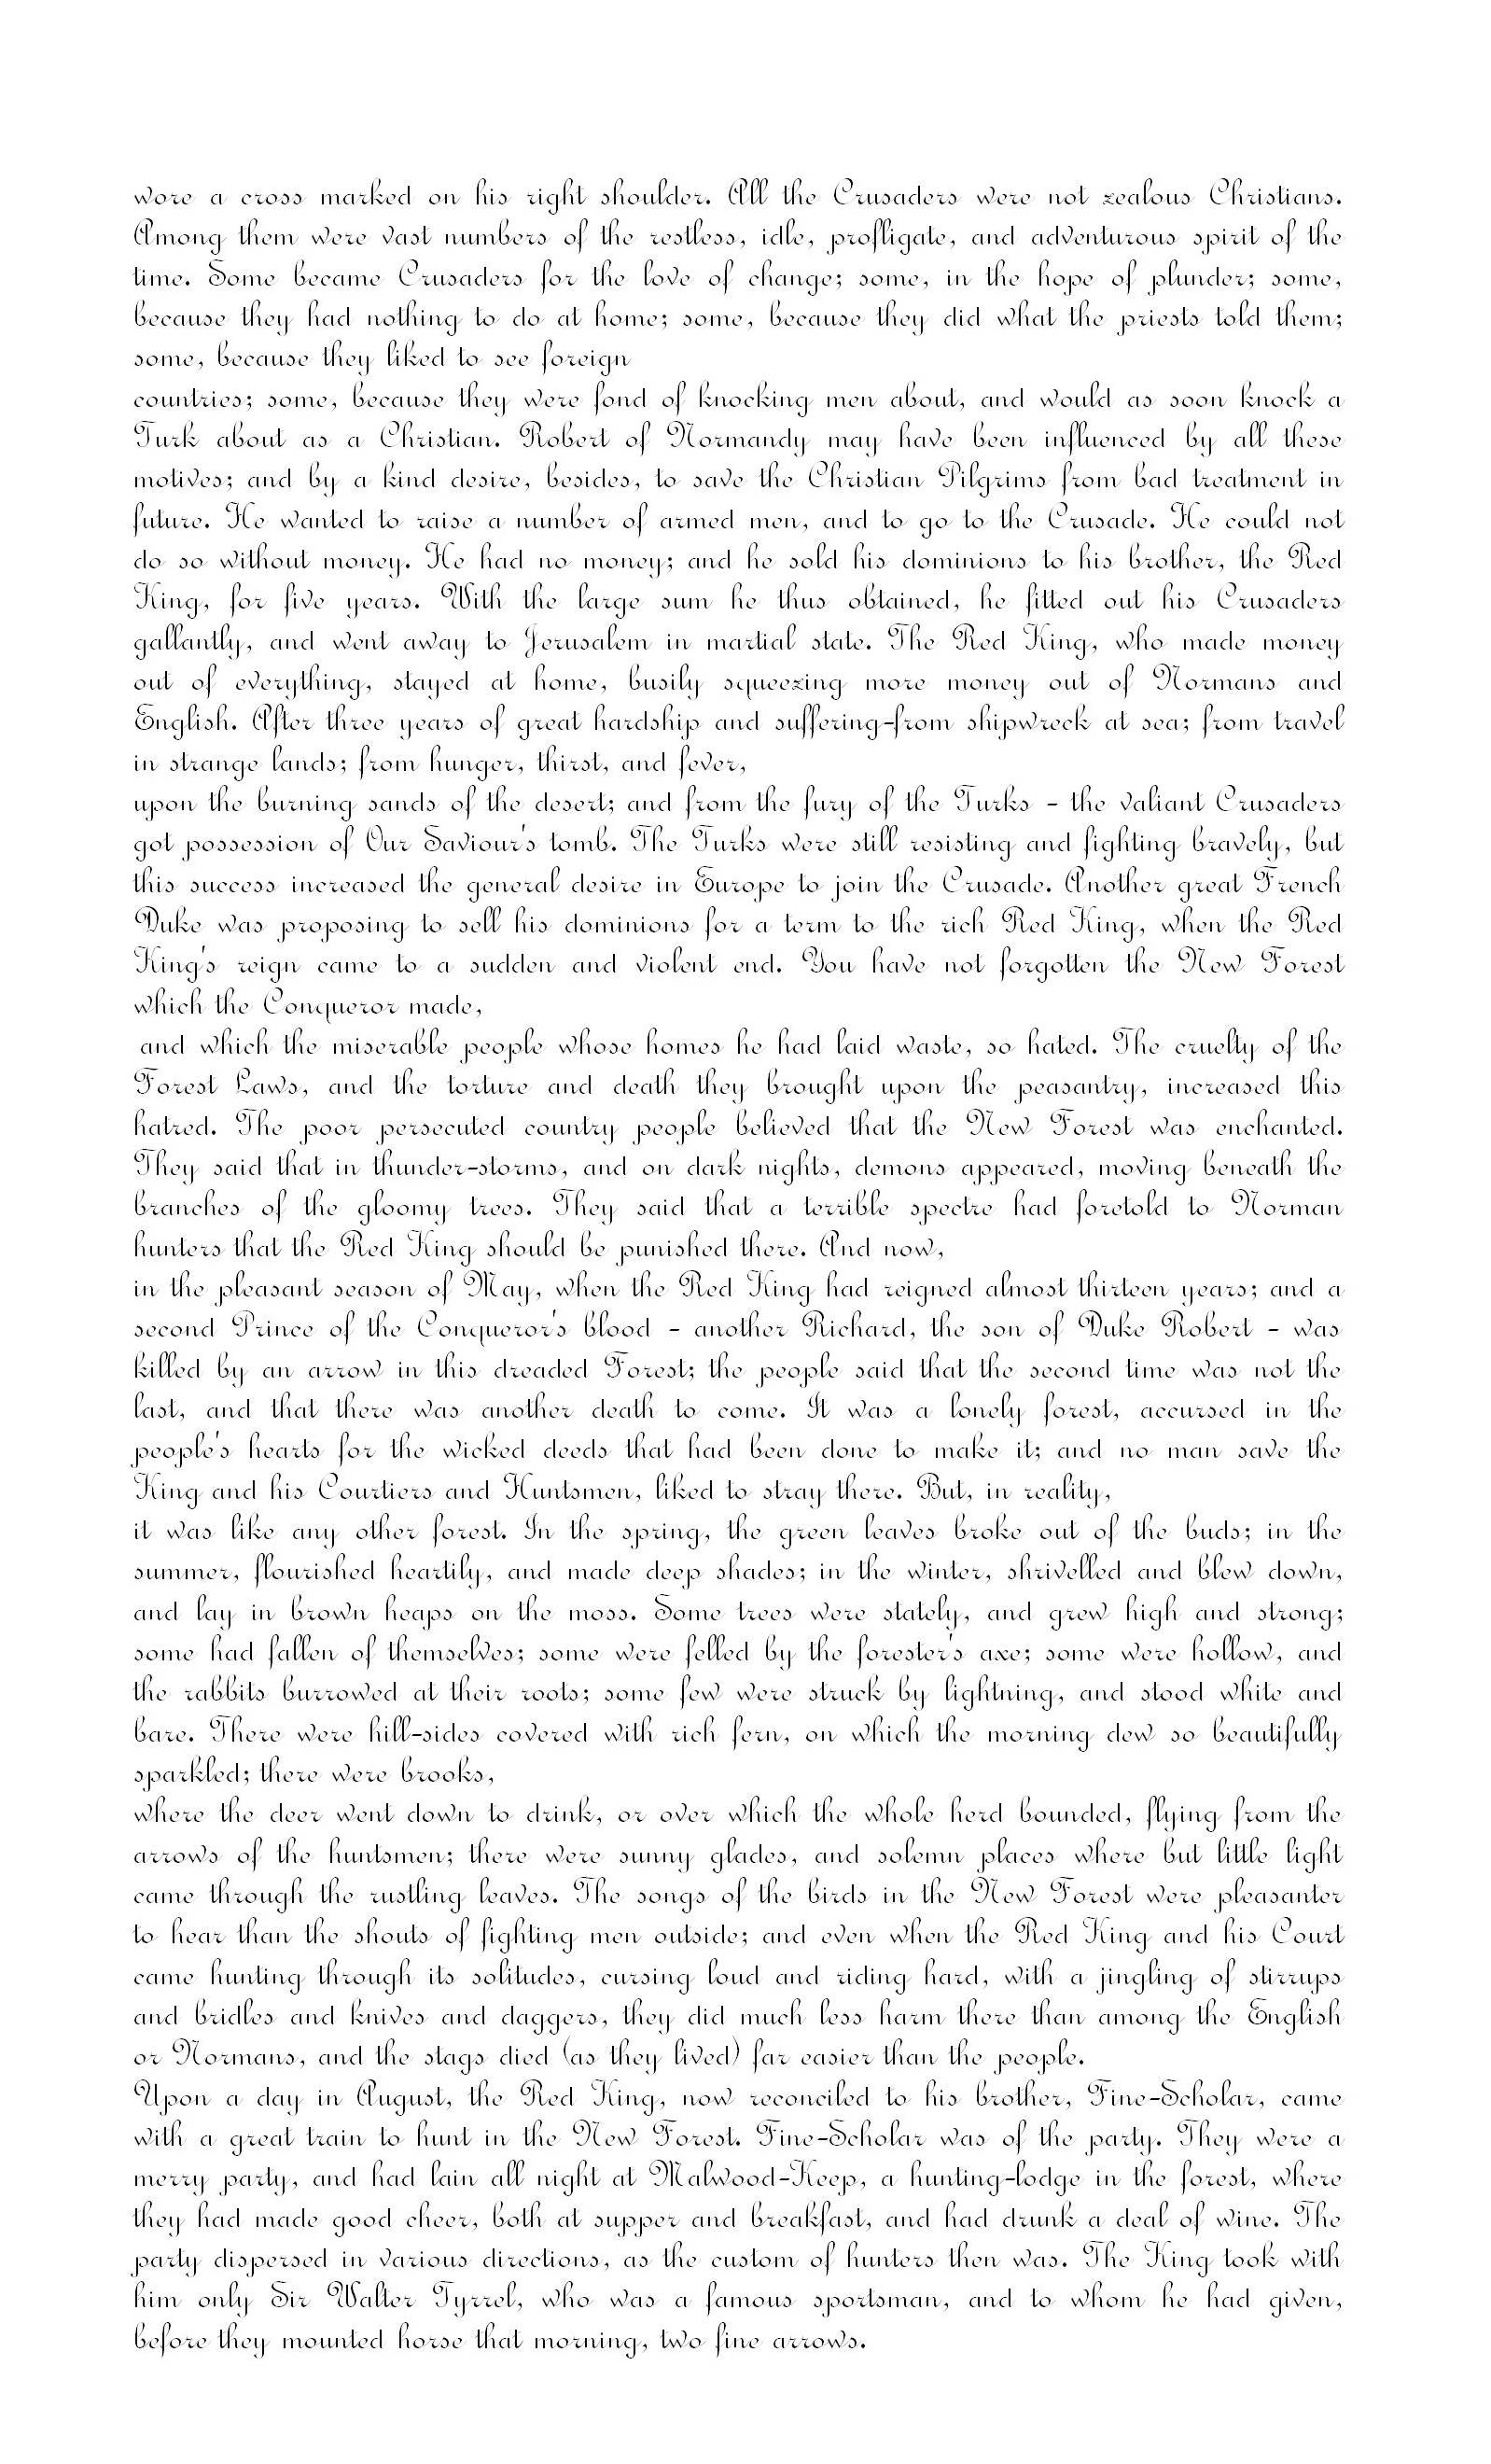 wore a cross marked on his right shoulder. All the Crusaders were not zealous Christians.
Among them were vast numbers of the restless, idle, profligate, and adventurous spirit of the
time. Some became Crusaders for the love of change; some, in the hope of plunder; some,
because they had nothing to do at home; some, because they did what the priests told them;
some, because they liked to see foreign
countries; some, because they were fond of knocking men about, and would as soon knock a
Turk about as a Christian. Robert of Normandy may have been influenced by all these
motives; and by a kind desire, besides, to save the Christian Pilgrims from bad treatment in
future. He wanted to raise a number of armed men, and to go to the Crusade. He could not
do so without money. He had no money; and he sold his dominions to his brother, the Red
King, for five years. With the large sum he thus obtained, he fitted out his Crusaders
gallantly, and went away to Jerusalem in martial state. The Red King, who made money
out of everything, stayed at home, busily squeezing more money out of Normans and
English. After three years of great hardship and suffering-from shipwreck at sea; from travel
in strange lands; from hunger, thirst, and fever,
upon the burning sands of the desert; and from the fury of the Turks - the valiant Crusaders
got possession of Our Saviour's tomb. The Turks were still resisting and fighting bravely, but
this success increased the general desire in Europe to join the Crusade. Another great French
Duke was proposing to sell his dominions for a term to the rich Red King, when the Red
King's reign came to a sudden and violent end. You have not forgotten the New Forest
which the Conqueror made,
and which the miserable people whose homes he had laid waste, so hated. The cruelty of the
Forest Laws, and the torture and death they brought upon the peasantry, increased this
hatred. The poor persecuted country people believed that the New Forest was enchanted.
They said that in thunder-storms, and on dark nights, demons appeared, moving beneath the
branches of the gloomy trees. They said that a terrible spectre had foretold to Norman
hunters that the Red King should be punished there. And now,
in the pleasant season of May, when the Red King had reigned almost thirteen years; and a
second Prince of the Conqueror's blood - another Richard, the son of Duke Robert - was
killed by an arrow in this dreaded Forest; the people said that the second time was not the
last, and that there was another death to come. It was a lonely forest, accursed in the
people's hearts for the wicked deeds that had been done to make it; and no man save the
King and his Courtiers and Huntsmen, liked to stray there. But, in reality,
it was like any other forest. In the spring, the green leaves broke out of the buds; in the
summer, flourished heartily, and made deep shades; in the winter, shrivelled and blew down,
and lay in brown heaps on the moss. Some trees were stately, and grew high and strong;
some had fallen of themselves; some were felled by the forester's axe; some were hollow, and
the rabbits burrowed at their roots; some few were struck by lightning, and stood white and
bare. There were hill-sides covered with rich fern, on which the morning dew so beautifully
sparkled; there were brooks,
where the deer went down to drink, or over which the whole herd bounded, flying from the
arrows of the huntsmen; there were sunny glades, and solemn places where but little light
came through the rustling leaves. The songs of the birds in the New Forest were pleasanter
to hear than the shouts of fighting men outside; and even when the Red King and his Court
came hunting through its solitudes, cursing loud and riding hard, with a jingling of stirrups
and bridles and knives and daggers, they did much less harm there than among the English
or Normans, and the stags died (as they lived) far easier than the people.
Upon a day in August, the Red King, now reconciled to his brother, Fine-Scholar, came
with a great train to hunt in the New Forest. Fine-Scholar was of the party. They were a
merry party, and had lain all night at Malwood-Keep, a hunting-lodge in the forest, where
they had made good cheer, both at supper and breakfast, and had drunk a deal of wine. The
party dispersed in various directions, as the custom of hunters then was. The King took with
him only Sir Walter Tyrrel, who was a famous sportsman, and to whom he had given,
before they mounted horse that morning, two fine arrows.